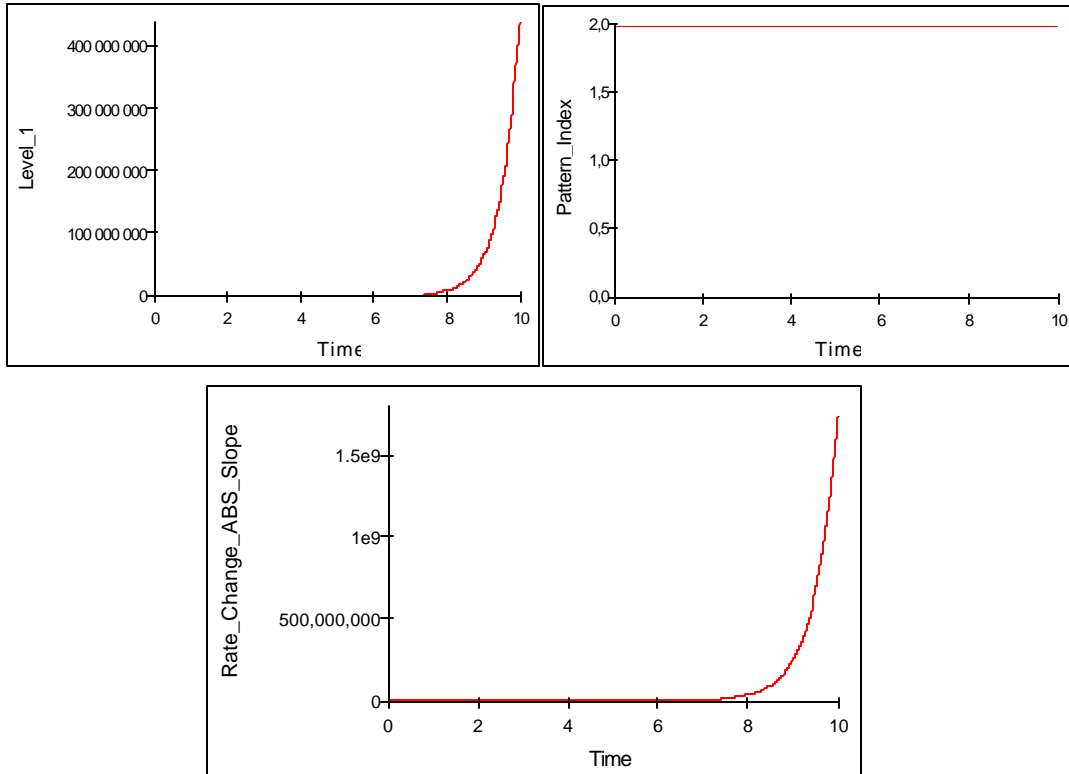 Level_1
400 000 000
300 000 000
200 000 000
100 000 000
0
0 2 4 6 8 10
Time
Pattern_Index
2,0
1,5
1,0
0,5
0,0
0 2 4 6 8 10
Time
Rate_Change_ABS_Slope
1.5e9
1e9
500,000,000
0
0 2 4 6 8 10
Time